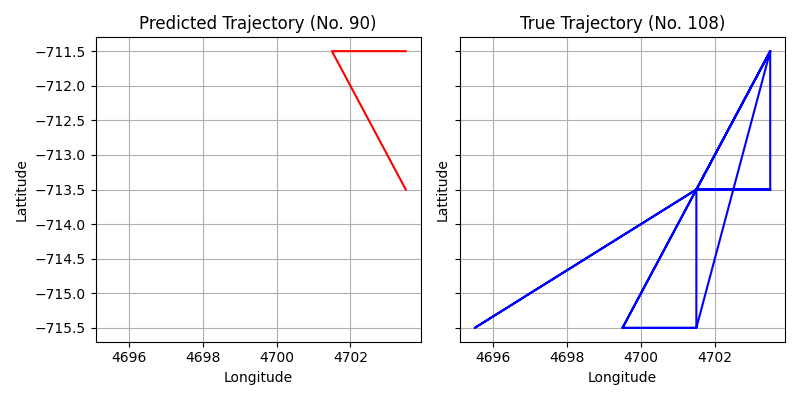 Predicted Trajectory (No. 90)
True Trajectory (No. 108)
−711.5
−712.0
−712.5
−713.0
−713.5
−714.0
−714.5
−715.0
−715.5
Lattitude
Lattitude
4696
4698
4700
4702
4696
4698
4700
4702
Longitude
Longitude